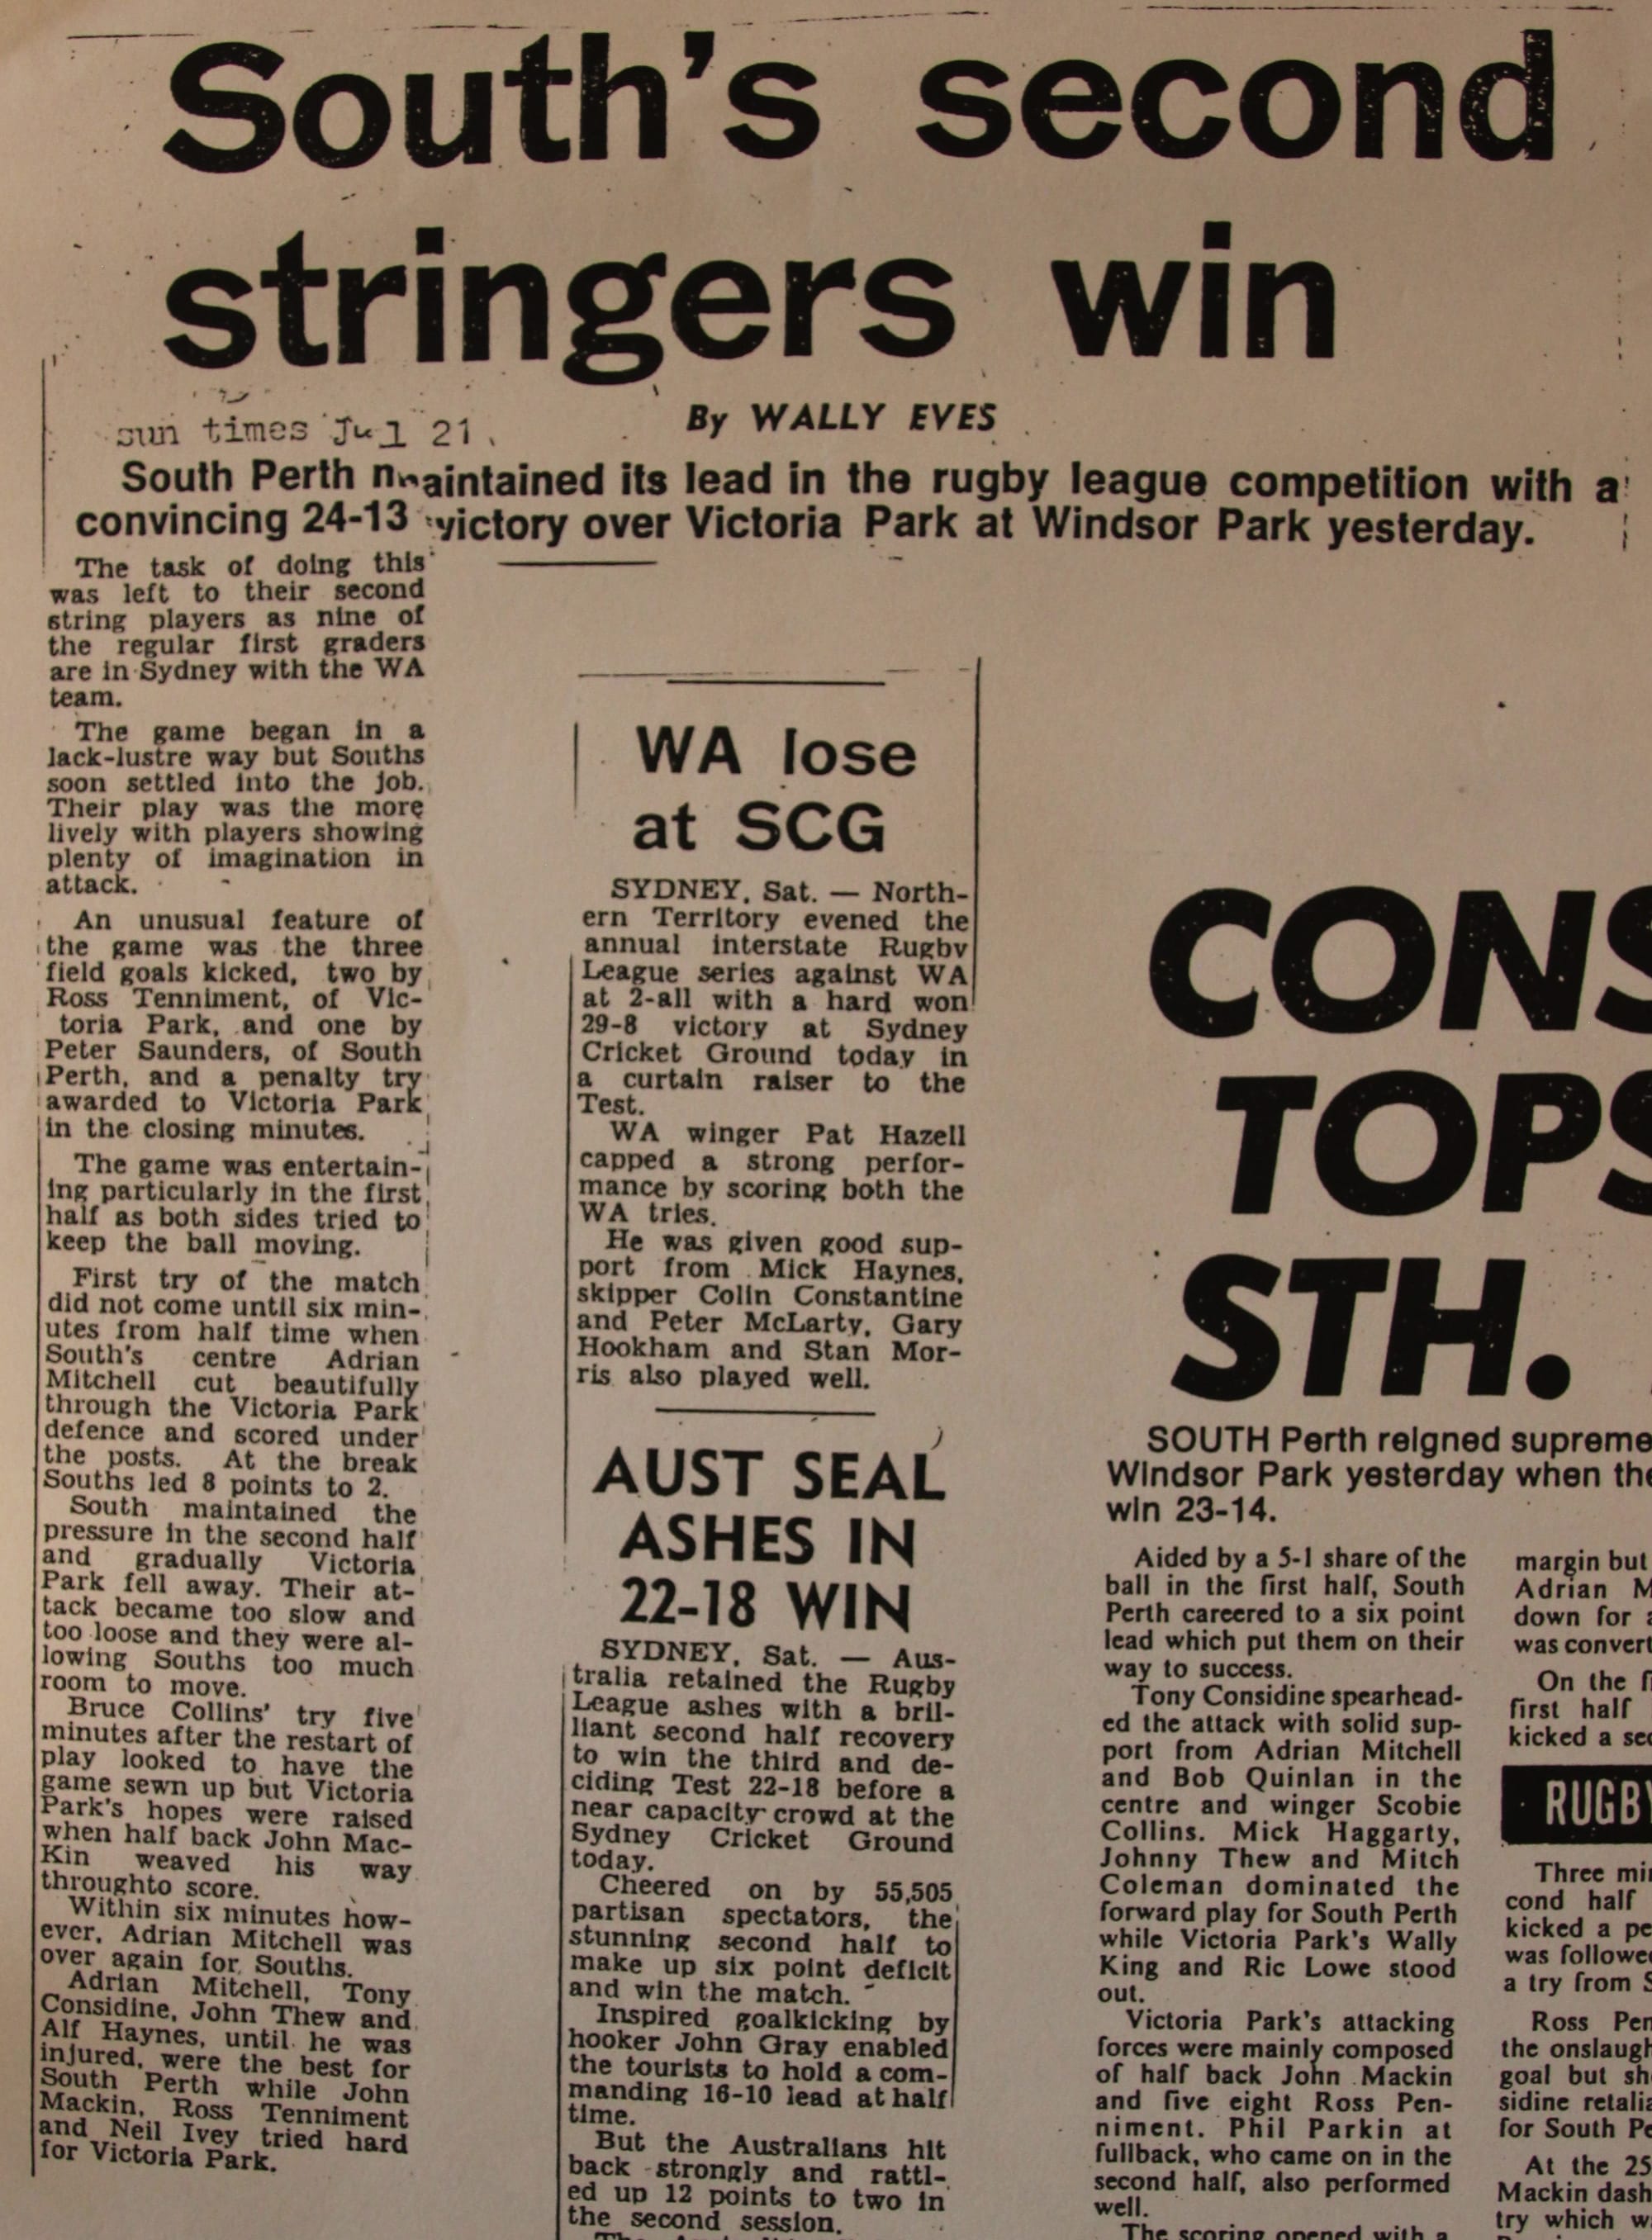 South's second
stringers win
By WALLY EVES
sun times Jul 21.
South Perth maintained its lead in the rugby league competition with a
convincing 24-13 victory over Victoria Park at Windsor Park yesterday.
The task of doing this
was left to their second
string players as nine of
the regular first graders
are in Sydney with the WA
team.
The game began in a
lack-lustre way but Souths
soon settled into the job.
Their play was the more
lively with players showing
plenty of imagination in
attack.
An unusual feature of
the game was the three
field goals kicked, two by
Ross Tenniment, of Vic-
toria Park, and one by
Peter Saunders, of South
Perth, and a penalty try
awarded to Victoria Park
in the closing minutes.
The game was entertain-
ing particularly in the first
half as both sides tried to
keep the ball moving.
First try of the match
did not come until six min-
utes from half time when
South's centre Adrian
Mitchell cut beautifully
through the Victoria Park
defence and scored under
the posts. At the break
Souths led 8 points to 2.
South maintained the
pressure in the second half
and gradually Victoria
Park fell away. Their at-
tack became too slow and
too loose and they were al-
lowing Souths too much
room to move.
Bruce Collins' try five
minutes after the restart of
play looked to have the
game sewn up but Victoria
Park's hopes were raised
when half back John Mac-
Kin weaved his way
throughto score.
Within six minutes how-
ever, Adrian Mitchell was
over again for Souths.
Adrian Mitchell, Tony
Considine, John Thew and
Alf Haynes, until he was
injured, were the best for
South Perth while John
Mackin, Ross Tenniment
and Neil Ivey tried hard
for Victoria Park.
WA lose
at SCG
SYDNEY, Sat. — North-
ern Territory evened the
annual interstate Rugby
League series against WA
at 2-all with a hard won
29-8 victory at Sydney
Cricket Ground today in
a curtain raiser to the
Test.
WA winger Pat Hazell
capped a strong perfor-
mance by scoring both the
WA tries.
He was given good sup-
port from Mick Haynes,
skipper Colin Constantine
and Peter McLarty, Gary
Hookham and Stan Mor-
ris also played well.
AUST SEAL
ASHES IN
22-18 WIN
SYDNEY, Sat. — Aus-
tralia retained the Rugby
League ashes with a bril-
liant second half recovery
to win the third and de-
ciding Test 22-18 before a
near capacity crowd at the
Sydney Cricket Ground
today.
Cheered on by 55,505
partisan spectators, the
stunning second half to
make up six point deficit
and win the match.
Inspired goalkicking by
hooker John Gray enabled
the tourists to hold a com-
manding 16-10 lead at half
time.
But the Australians hit
back strongly and rattl-
ed up 12 points to two in
the second session.
CONS
TOPS
STH.
SOUTH Perth reigned supreme
Windsor Park yesterday when the
win 23-14.
Aided by a 5-1 share of the
ball in the first half, South
Perth careered to a six point
lead which put them on their
way to success.
Tony Considine spearhead-
ed the attack with solid sup-
port from Adrian Mitchell
and Bob Quinlan in the
centre and winger Scobie
Collins. Mick Haggarty,
Johnny Thew and Mitch
Coleman dominated the
forward play for South Perth
while Victoria Park's Wally
King and Ric Lowe stood
out.
Victoria Park's attacking
forces were mainly composed
of half back John Mackin
and five eight Ross Pen-
niment. Phil Parkin at
fullback, who came on in the
second half, also performed
well.
The scoring opened with a
margin but
Adrian M
down for
was convert
On the fi
first half
kicked a sec
RUGBY
Three min
cond half
kicked a pe
was followed
a try from S
Ross Pen
the onslaugh
goal but sh
sidine retalia
for South Pe
At the 25
Mackin dash
try which w